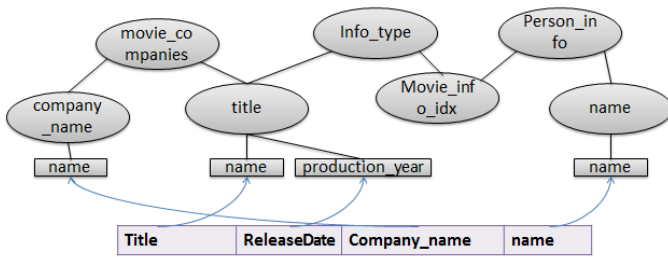 movie_co
mpanies
Info_type
Person_in
fo
company
_name
title
Movie_inf
o_idx
name
name
name
production_year
name
Title
ReleaseDate
Company_name
name